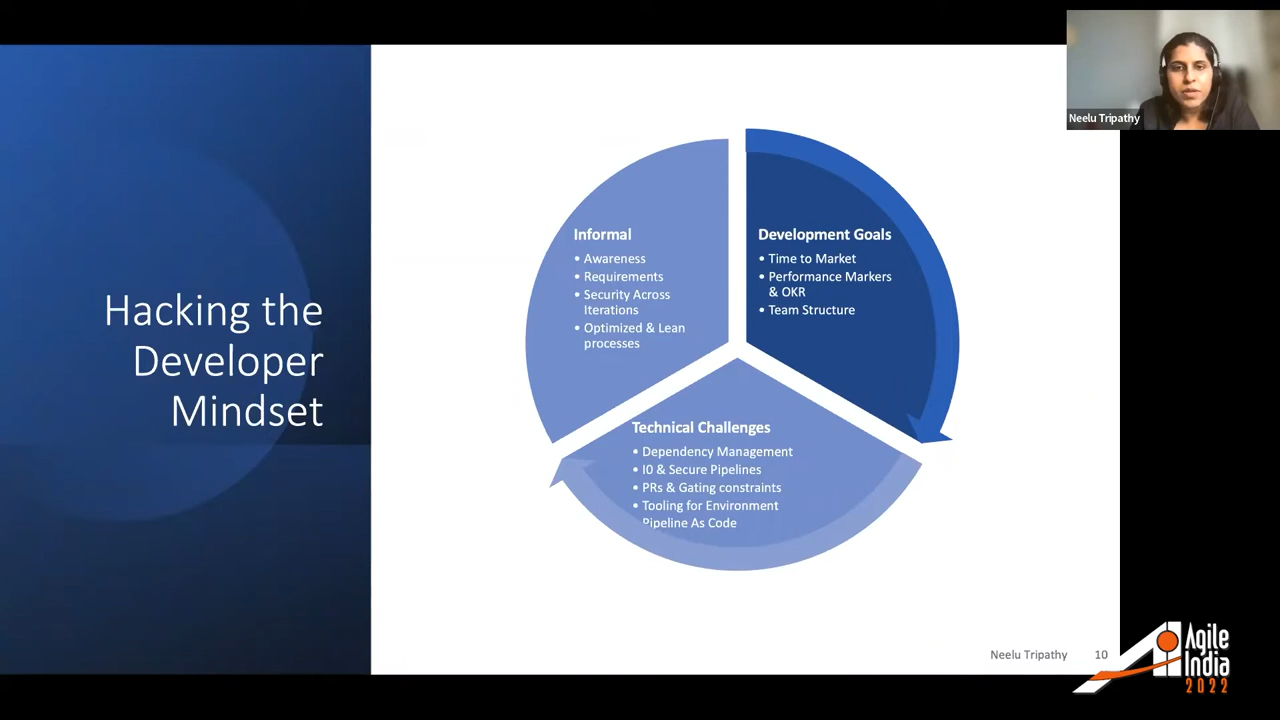 Neelu Tripathy
Hacking the
Developer
Mindset
Informal
• Awareness
• Requirements
• Security Across
Iterations
• Optimized & Lean
processes
Development Goals
• Time to Market
• Performance Markers
& OKR
• Team Structure
Technical Challenges
• Dependency Management
• I0 & Secure Pipelines
• PRs & Gating constraints
• Tooling for Environment
Pipeline As Code
Neelu Tripathy 10
Agile
India
2022